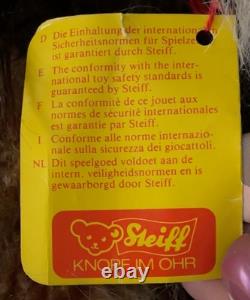 D Die Einhaltung der internationalen
Sicherheitsnormen für Spielze
ist garantiert durch Steiff.
E The conformity with the inter-
national toy safety standards is
guaranteed by Steiff.
F La conformité de ce jouet aux
normes de sécurité internationales
est garantie par Steiff.
I Conforme alle norme internazio-
nale sulla sicurezza dei giocattoli.
NL Dit speelgoed voldoet aan de
intern. veiligheidsnormen en is
gewaarborgd door Steiff.
Steiff
KNOPF IM OHR